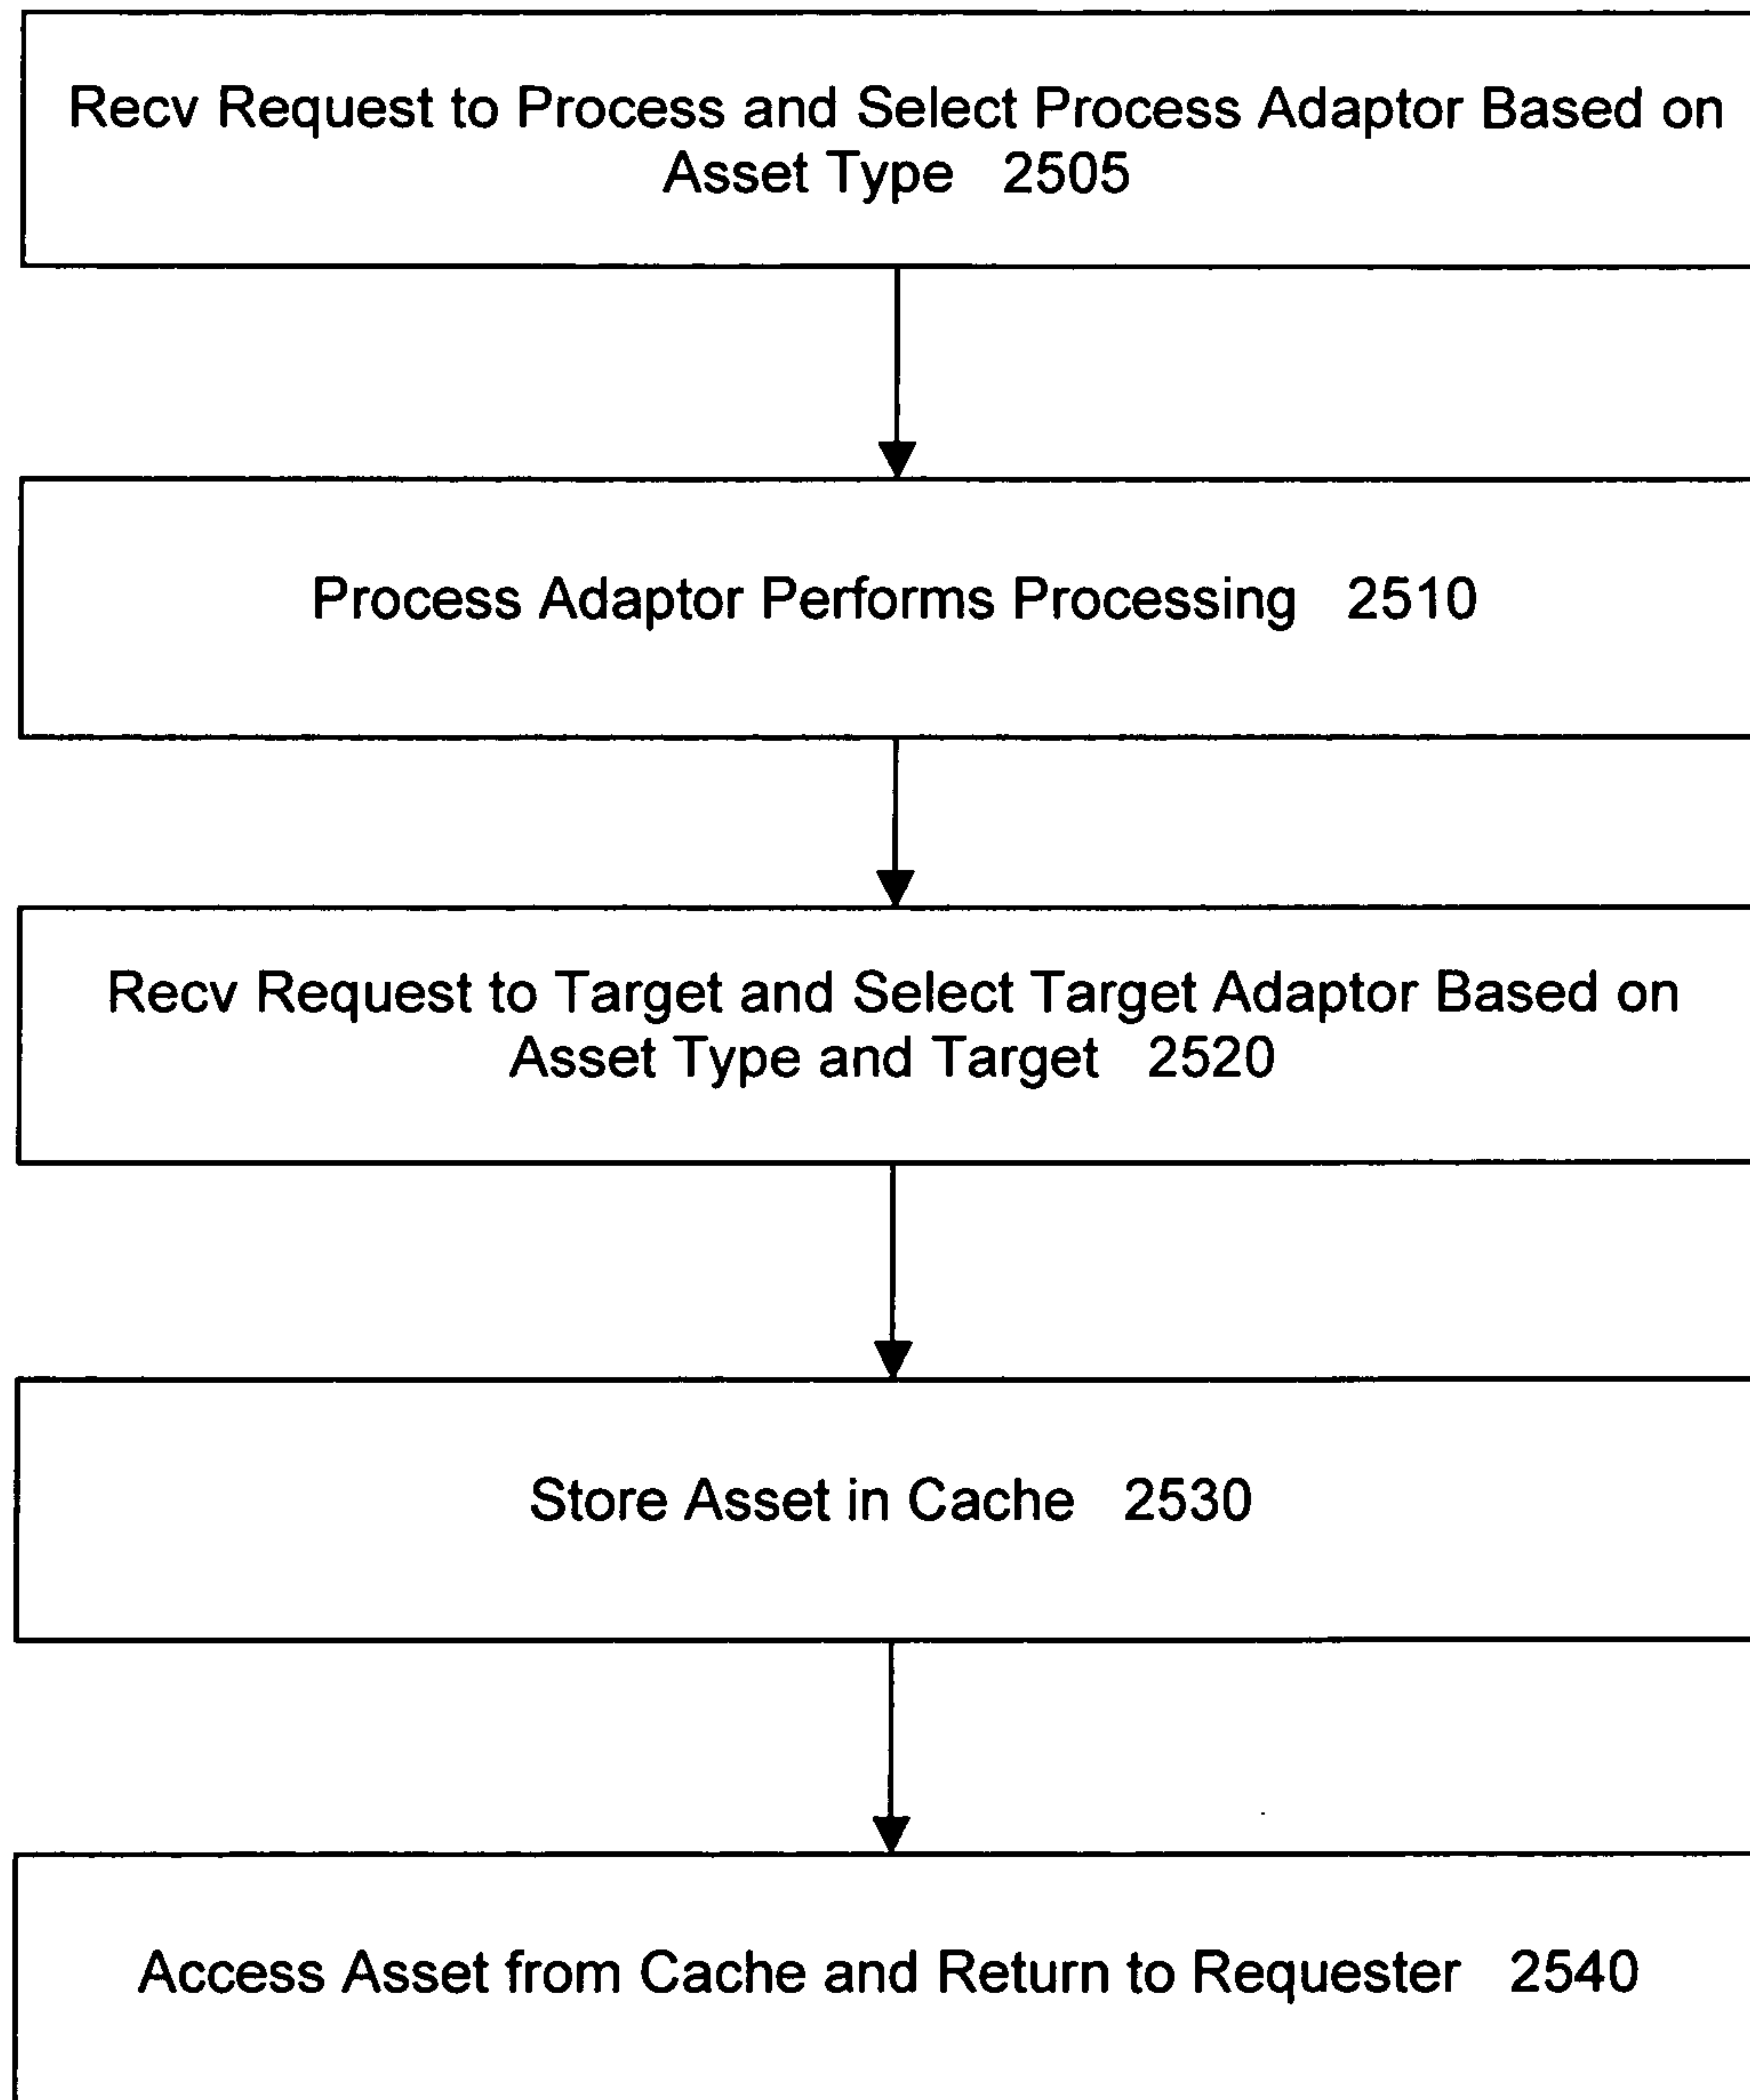 Recv Request to Process and Select Process Adaptor Based on
Asset Type 2505
Process Adaptor Performs Processing 2510
Recv Request to Target and Select Target Adaptor Based on
Asset Type and Target 2520
Store Asset in Cache 2530
Access Asset from Cache and Return to Requester 2540